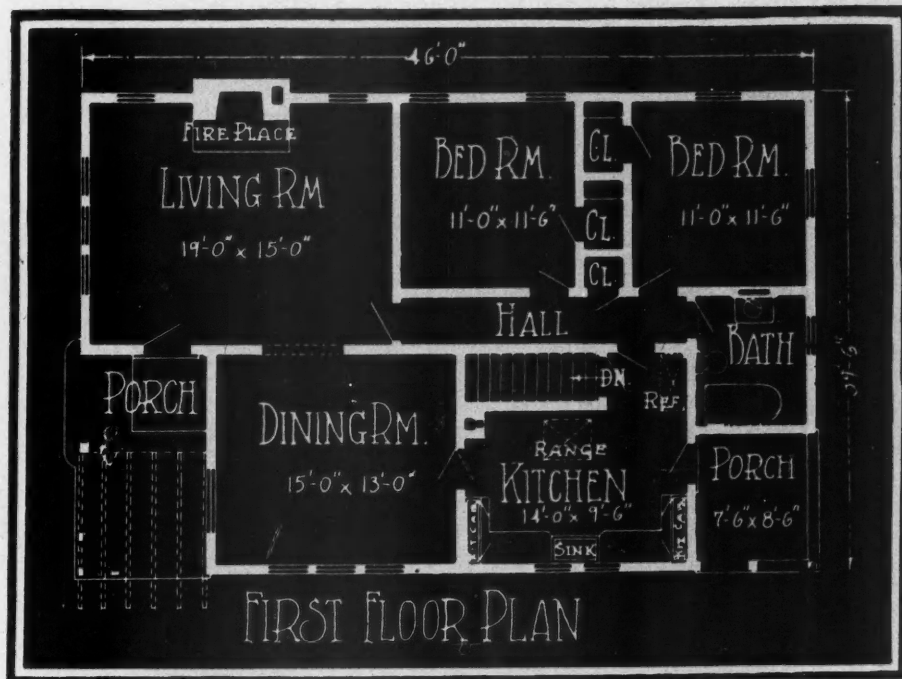 46'-0"
FIRE PLACE
LIVING RM
19'-0" x 15'-0"
BED RM.
11'-0" x 11'-6"
CL.
CL.
CL.
BED RM.
11'-0" x 11'-6"
HALL
BATH
PORCH
DINING RM.
15'-0" x 13'-0"
DN.
REF.
RANGE
KITCHEN
14'-0" x 9'-6"
SINK
PORCH
7'-6" x 8'-6"
FIRST FLOOR PLAN